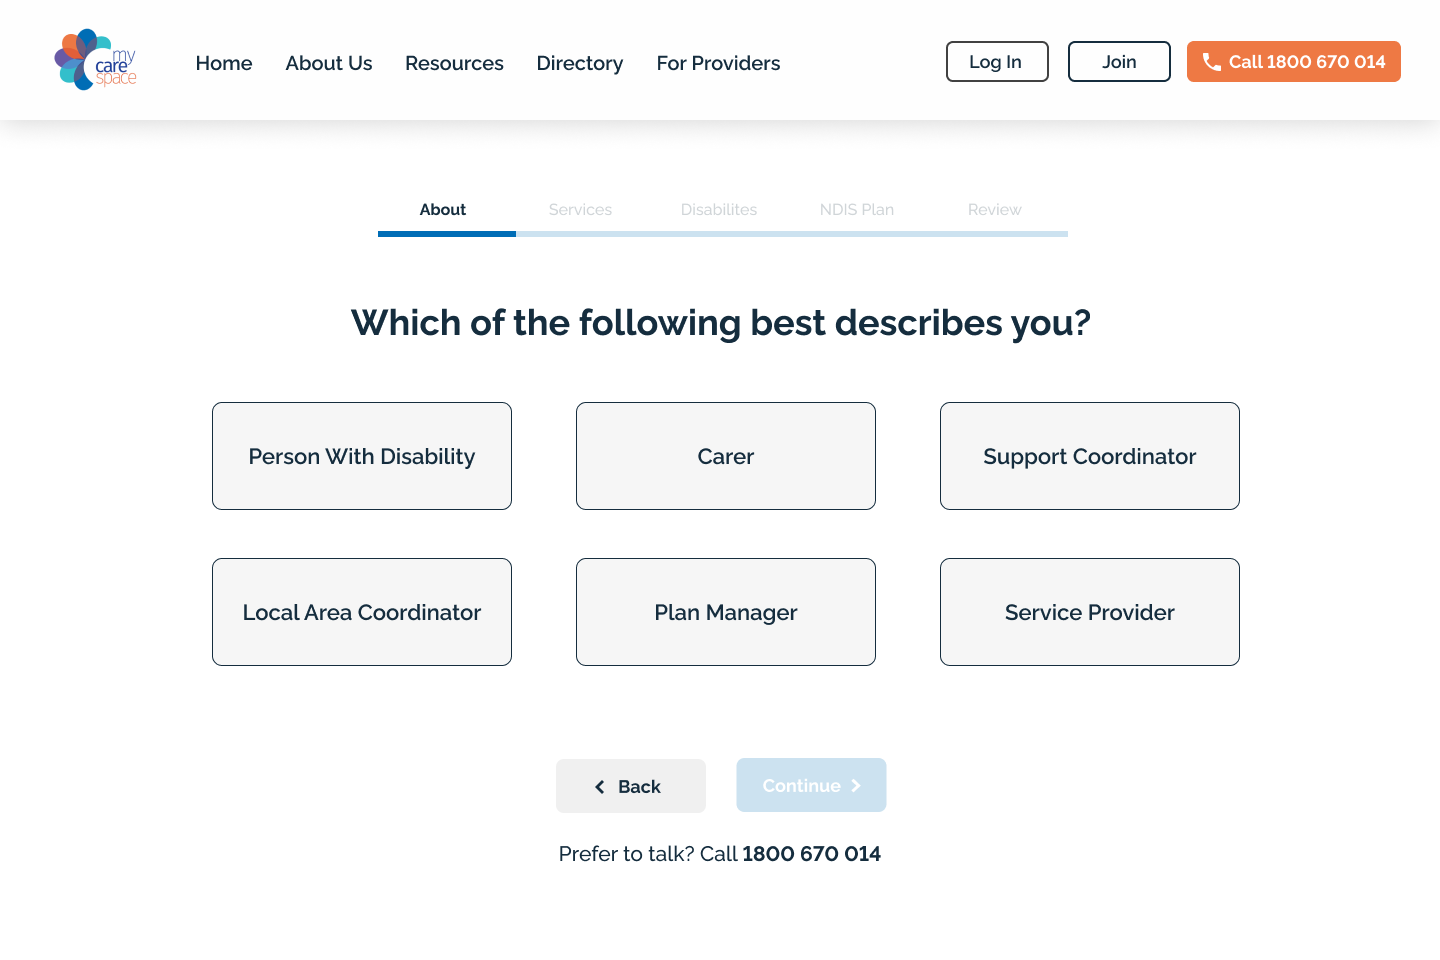 my
care
space
Home About Us Resources Directory For Providers Log In Join Call 1800 670 014
About Services Disabilites NDIS Plan Review
Which of the following best describes you?
Person With Disability Carer Support Coordinator
Local Area Coordinator Plan Manager Service Provider
Back Continue
Prefer to talk? Call 1800 670 014